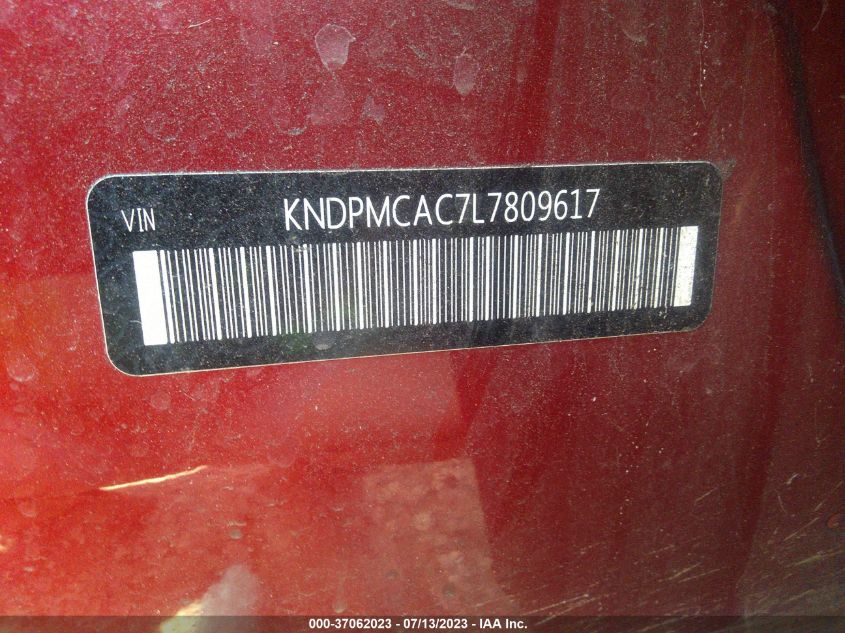 VIN KNDPMCAC7L7809617
000-37062023 - 07/13/2023 - IAA Inc.